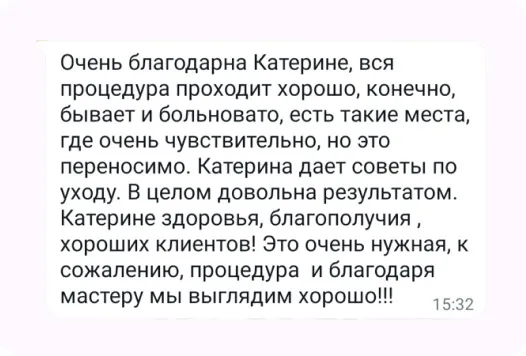 Очень благодарна Катерине, вся
процедура проходит хорошо, конечно,
бывает и больновато, есть такие места,
где очень чувствительно, но это
переносимо. Катерина дает советы по
уходу. В целом довольна результатом.
Катерине здоровья, благополучия ,
хороших клиентов! Это очень нужная, к
сожалению, процедура  и благодаря
мастеру мы выглядим хорошо!!!
15:32